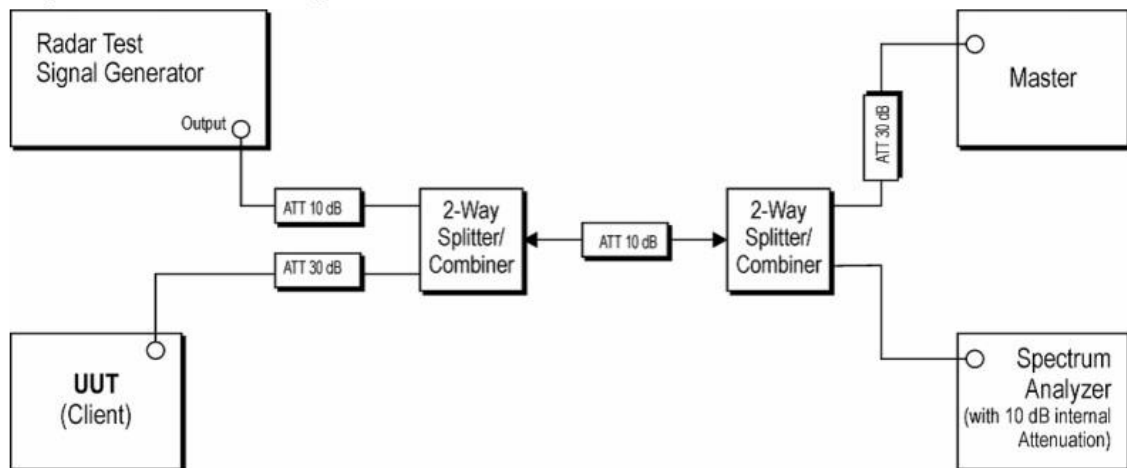 Radar Test
Signal Generator
Output
ATT 10 dB
ATT 30 dB
UUT
(Client)
2-Way
Splitter/
Combiner
ATT 10 dB
2-Way
Splitter/
Combiner
ATT 30 dB
Master
Spectrum
Analyzer
(with 10 dB internal
Attenuation)